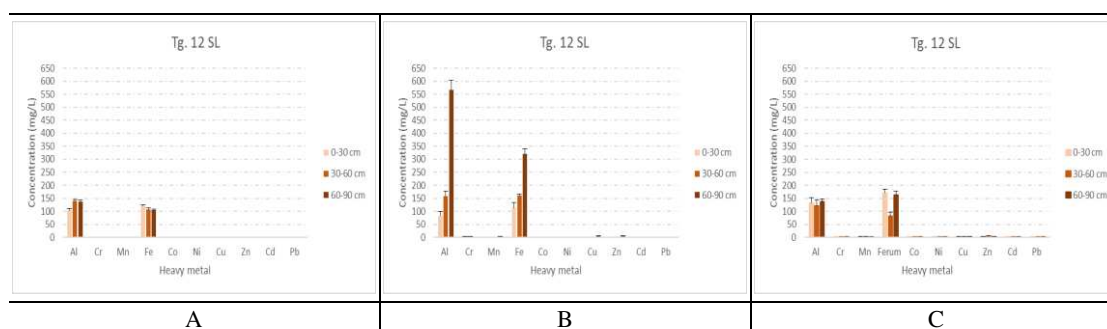 Tg. 12 SL
Concentration (mg/L)
650
600
550
500
450
400
350
300
250
200
150
100
50
0
Al Cr Mn Fe Co Ni Cu Zn Cd Pb
Heavy metal
0-30 cm
30-60 cm
60-90 cm
A
Tg. 12 SL
Concentration (mg/L)
650
600
550
500
450
400
350
300
250
200
150
100
50
0
Al Cr Mn Fe Co Ni Cu Zn Cd Pb
Heavy metal
0-30 cm
30-60 cm
60-90 cm
B
Tg. 12 SL
Concentration (mg/L)
650
600
550
500
450
400
350
300
250
200
150
100
50
0
Al Cr Mn Ferum Co Ni Cu Zn Cd Pb
Heavy metal
0-30 cm
30-60 cm
60-90 cm
C